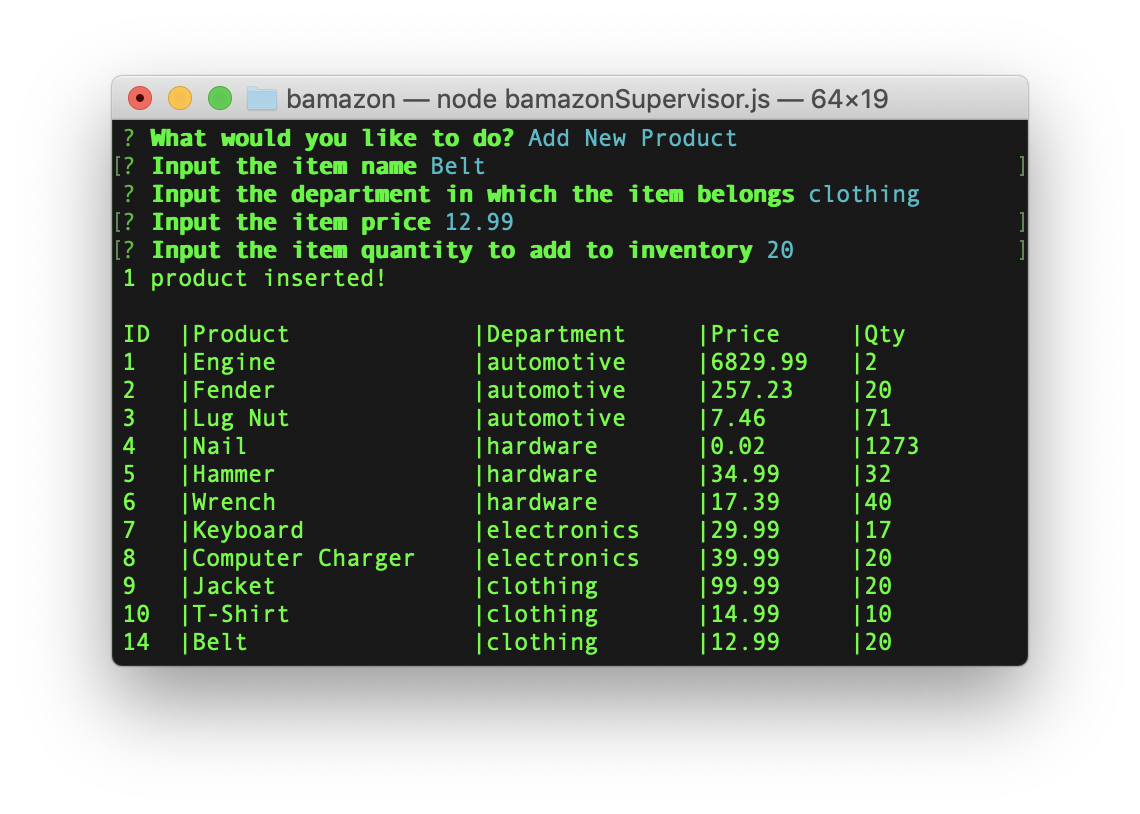 bamazon — node bamazonSupervisor.js — 64×19
? What would you like to do? Add New Product
[? Input the item name Belt ]
? Input the department in which the item belongs clothing
[? Input the item price 12.99 ]
[? Input the item quantity to add to inventory 20 ]
1 product inserted!
ID |Product |Department |Price |Qty
1 |Engine |automotive |6829.99 |2
2 |Fender |automotive |257.23 |20
3 |Lug Nut |automotive |7.46 |71
4 |Nail |hardware |0.02 |1273
5 |Hammer |hardware |34.99 |32
6 |Wrench |hardware |17.39 |40
7 |Keyboard |electronics |29.99 |17
8 |Computer Charger |electronics |39.99 |20
9 |Jacket |clothing |99.99 |20
10 |T-Shirt |clothing |14.99 |10
14 |Belt |clothing |12.99 |20